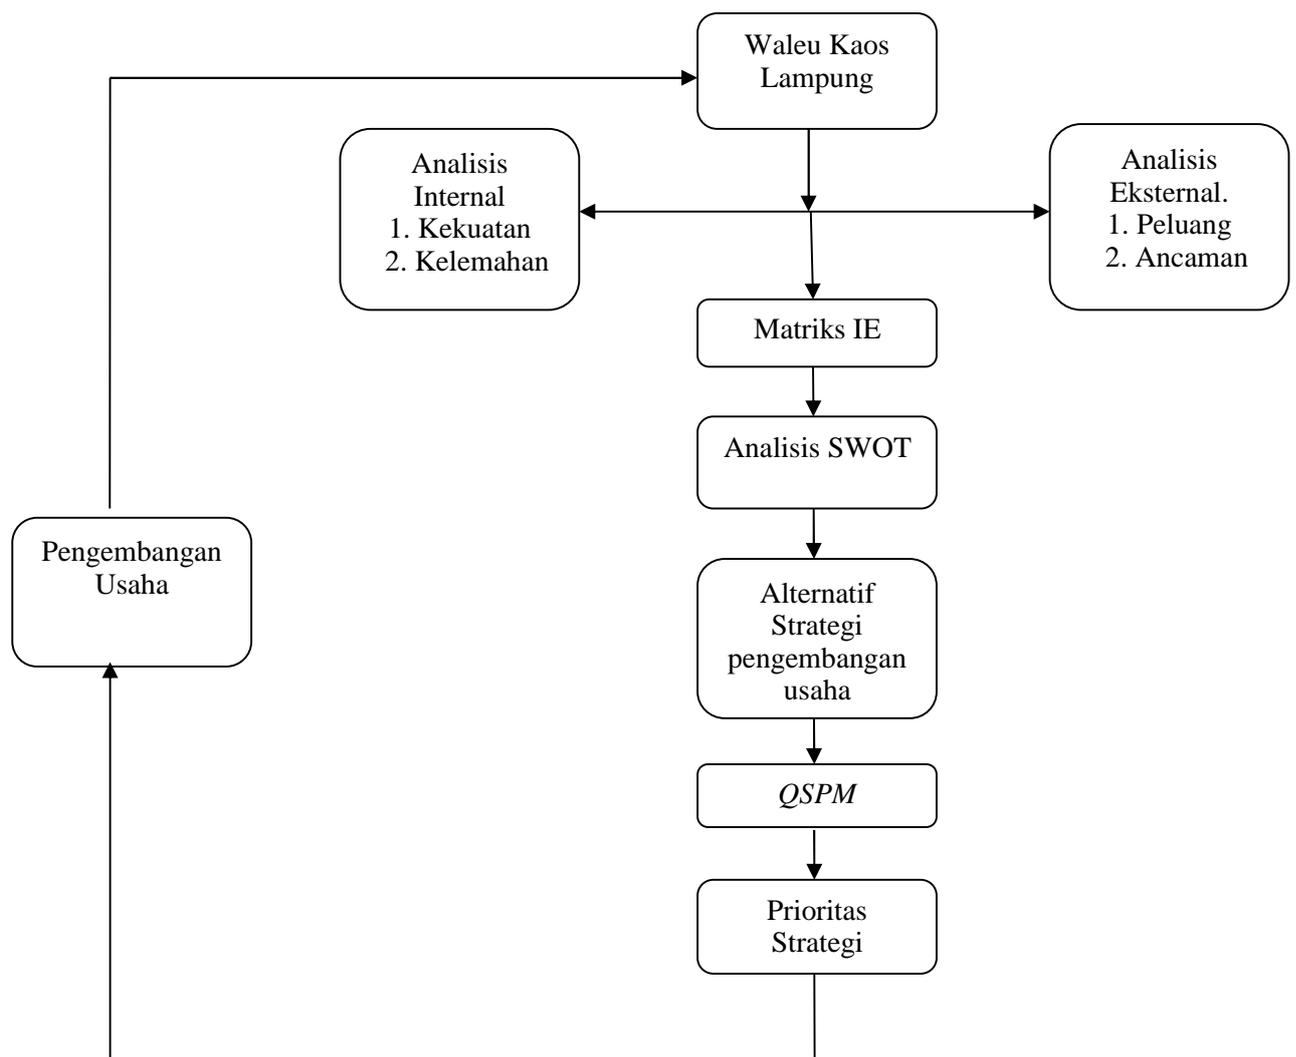 Waleu Kaos
Lampung
Analisis
Internal
1. Kekuatan
2. Kelemahan
Analisis
Eksternal.
1. Peluang
2. Ancaman
Matriks IE
Analisis SWOT
Pengembangan
Usaha
Alternatif
Strategi
pengembangan
usaha
QSPM
Prioritas
Strategi